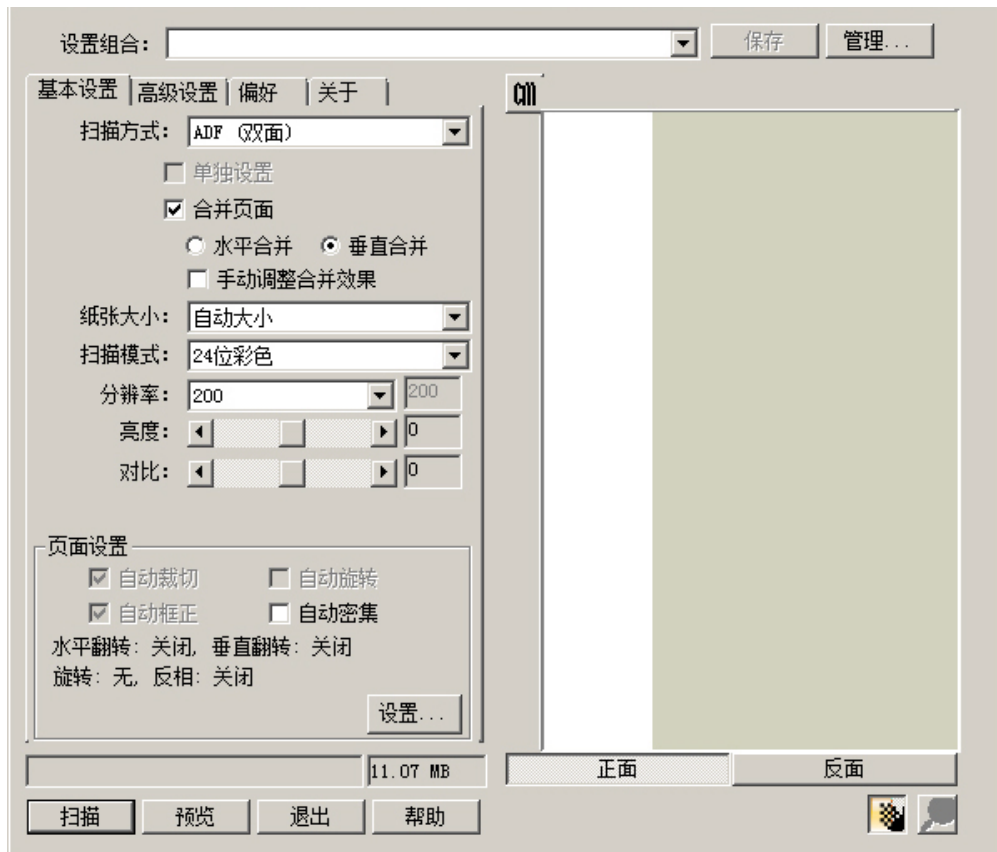 设置组合: 保存 管理...
基本设置 高级设置 偏好 关于
扫描方式: ADF (双面)
单独设置
合并页面
水平合并 垂直合并
手动调整合并效果
纸张大小: 自动大小
扫描模式: 24位彩色
分辨率: 200 200
亮度: 0
对比: 0
页面设置
自动裁切 自动旋转
自动框正 自动密集
水平翻转: 关闭, 垂直翻转: 关闭
旋转: 无, 反相: 关闭
设置...
11.07 MB
正面 反面
扫描 预览 退出 帮助